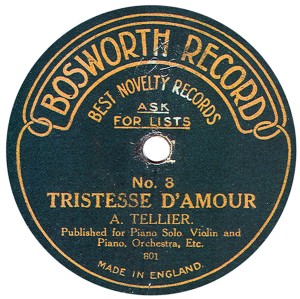 BOSWORTH RECORD
BEST NOVELTY RECORDS
ASK
FOR LISTS
No. 8
TRISTESSE D'AMOUR
A. TELLIER.
Published for Piano Solo Violin and
Piano, Orchestra, Etc.
801
MADE IN ENGLAND.